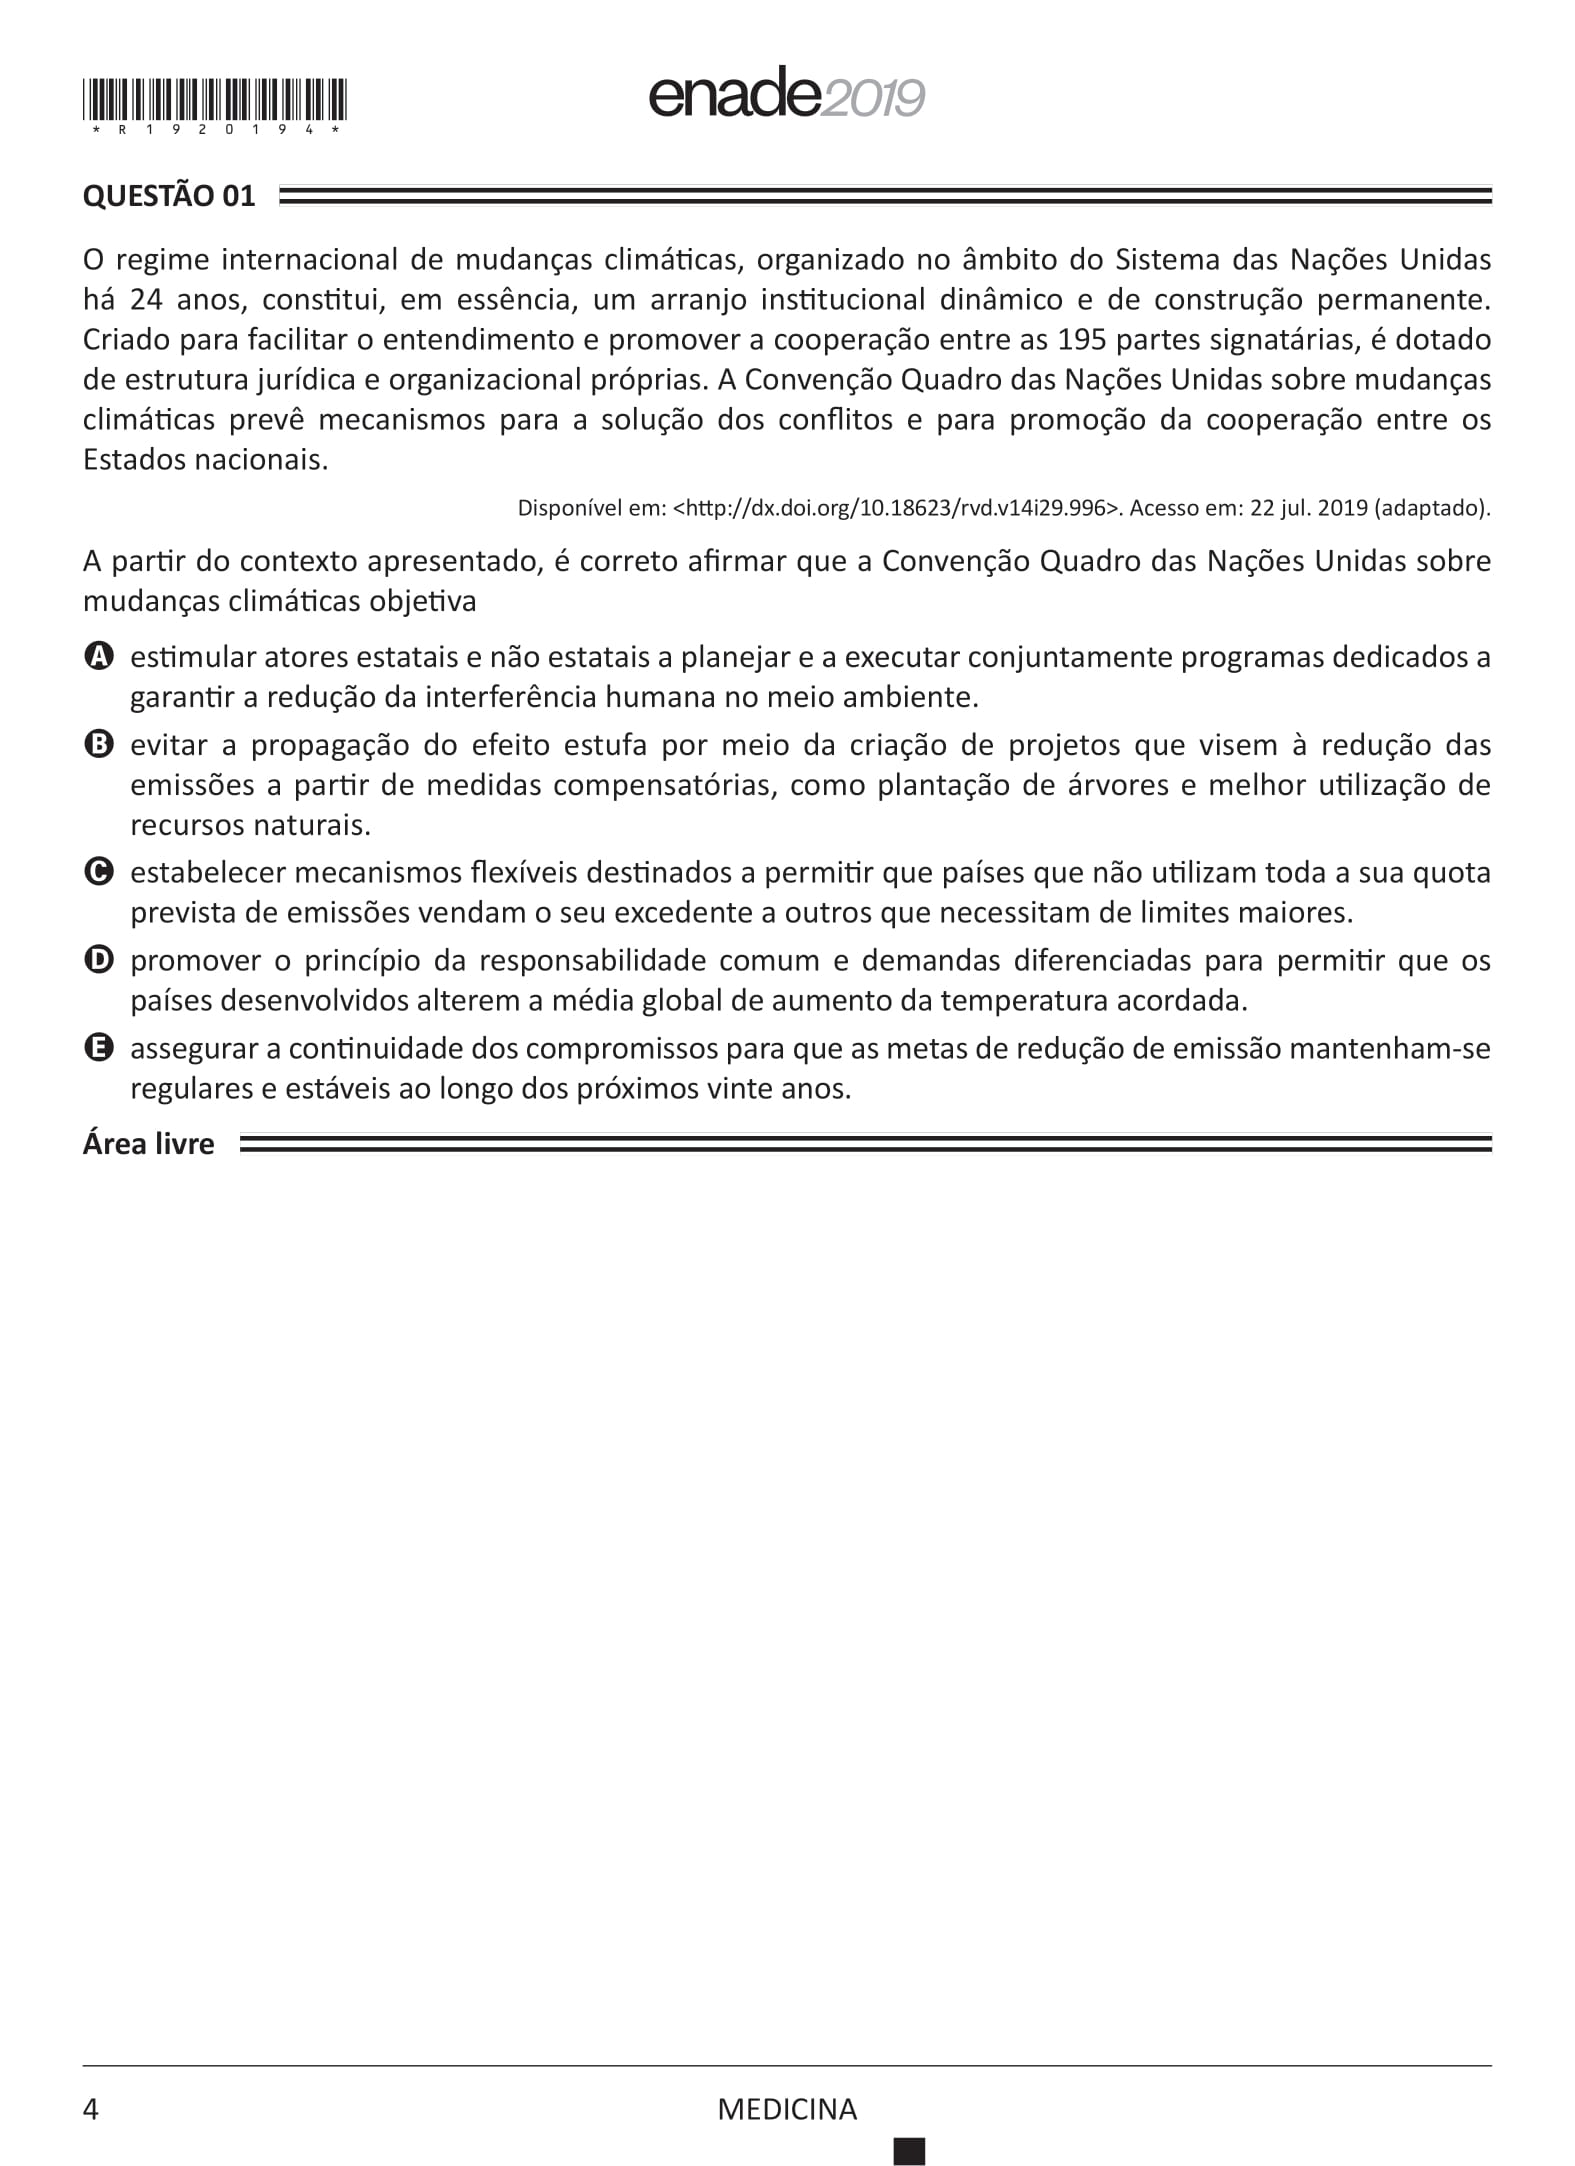 *R1920194*
enade2019
QUESTÃO 01
O regime internacional de mudanças climáticas, organizado no âmbito do Sistema das Nações Unidas
há 24 anos, constitui, em essência, um arranjo institucional dinâmico e de construção permanente.
Criado para facilitar o entendimento e promover a cooperação entre as 195 partes signatárias, é dotado
de estrutura jurídica e organizacional próprias. A Convenção Quadro das Nações Unidas sobre mudanças
climáticas prevê mecanismos para a solução dos conflitos e para promoção da cooperação entre os
Estados nacionais.
Disponível em: <http://dx.doi.org/10.18623/rvd.v14i29.996>. Acesso em: 22 jul. 2019 (adaptado).
A partir do contexto apresentado, é correto afirmar que a Convenção Quadro das Nações Unidas sobre
mudanças climáticas objetiva
A estimular atores estatais e não estatais a planejar e a executar conjuntamente programas dedicados a
garantir a redução da interferência humana no meio ambiente.
B evitar a propagação do efeito estufa por meio da criação de projetos que visem à redução das
emissões a partir de medidas compensatórias, como plantação de árvores e melhor utilização de
recursos naturais.
C estabelecer mecanismos flexíveis destinados a permitir que países que não utilizam toda a sua quota
prevista de emissões vendam o seu excedente a outros que necessitam de limites maiores.
D promover o princípio da responsabilidade comum e demandas diferenciadas para permitir que os
países desenvolvidos alterem a média global de aumento da temperatura acordada.
E assegurar a continuidade dos compromissos para que as metas de redução de emissão mantenham-se
regulares e estáveis ao longo dos próximos vinte anos.
Área livre
4
MEDICINA